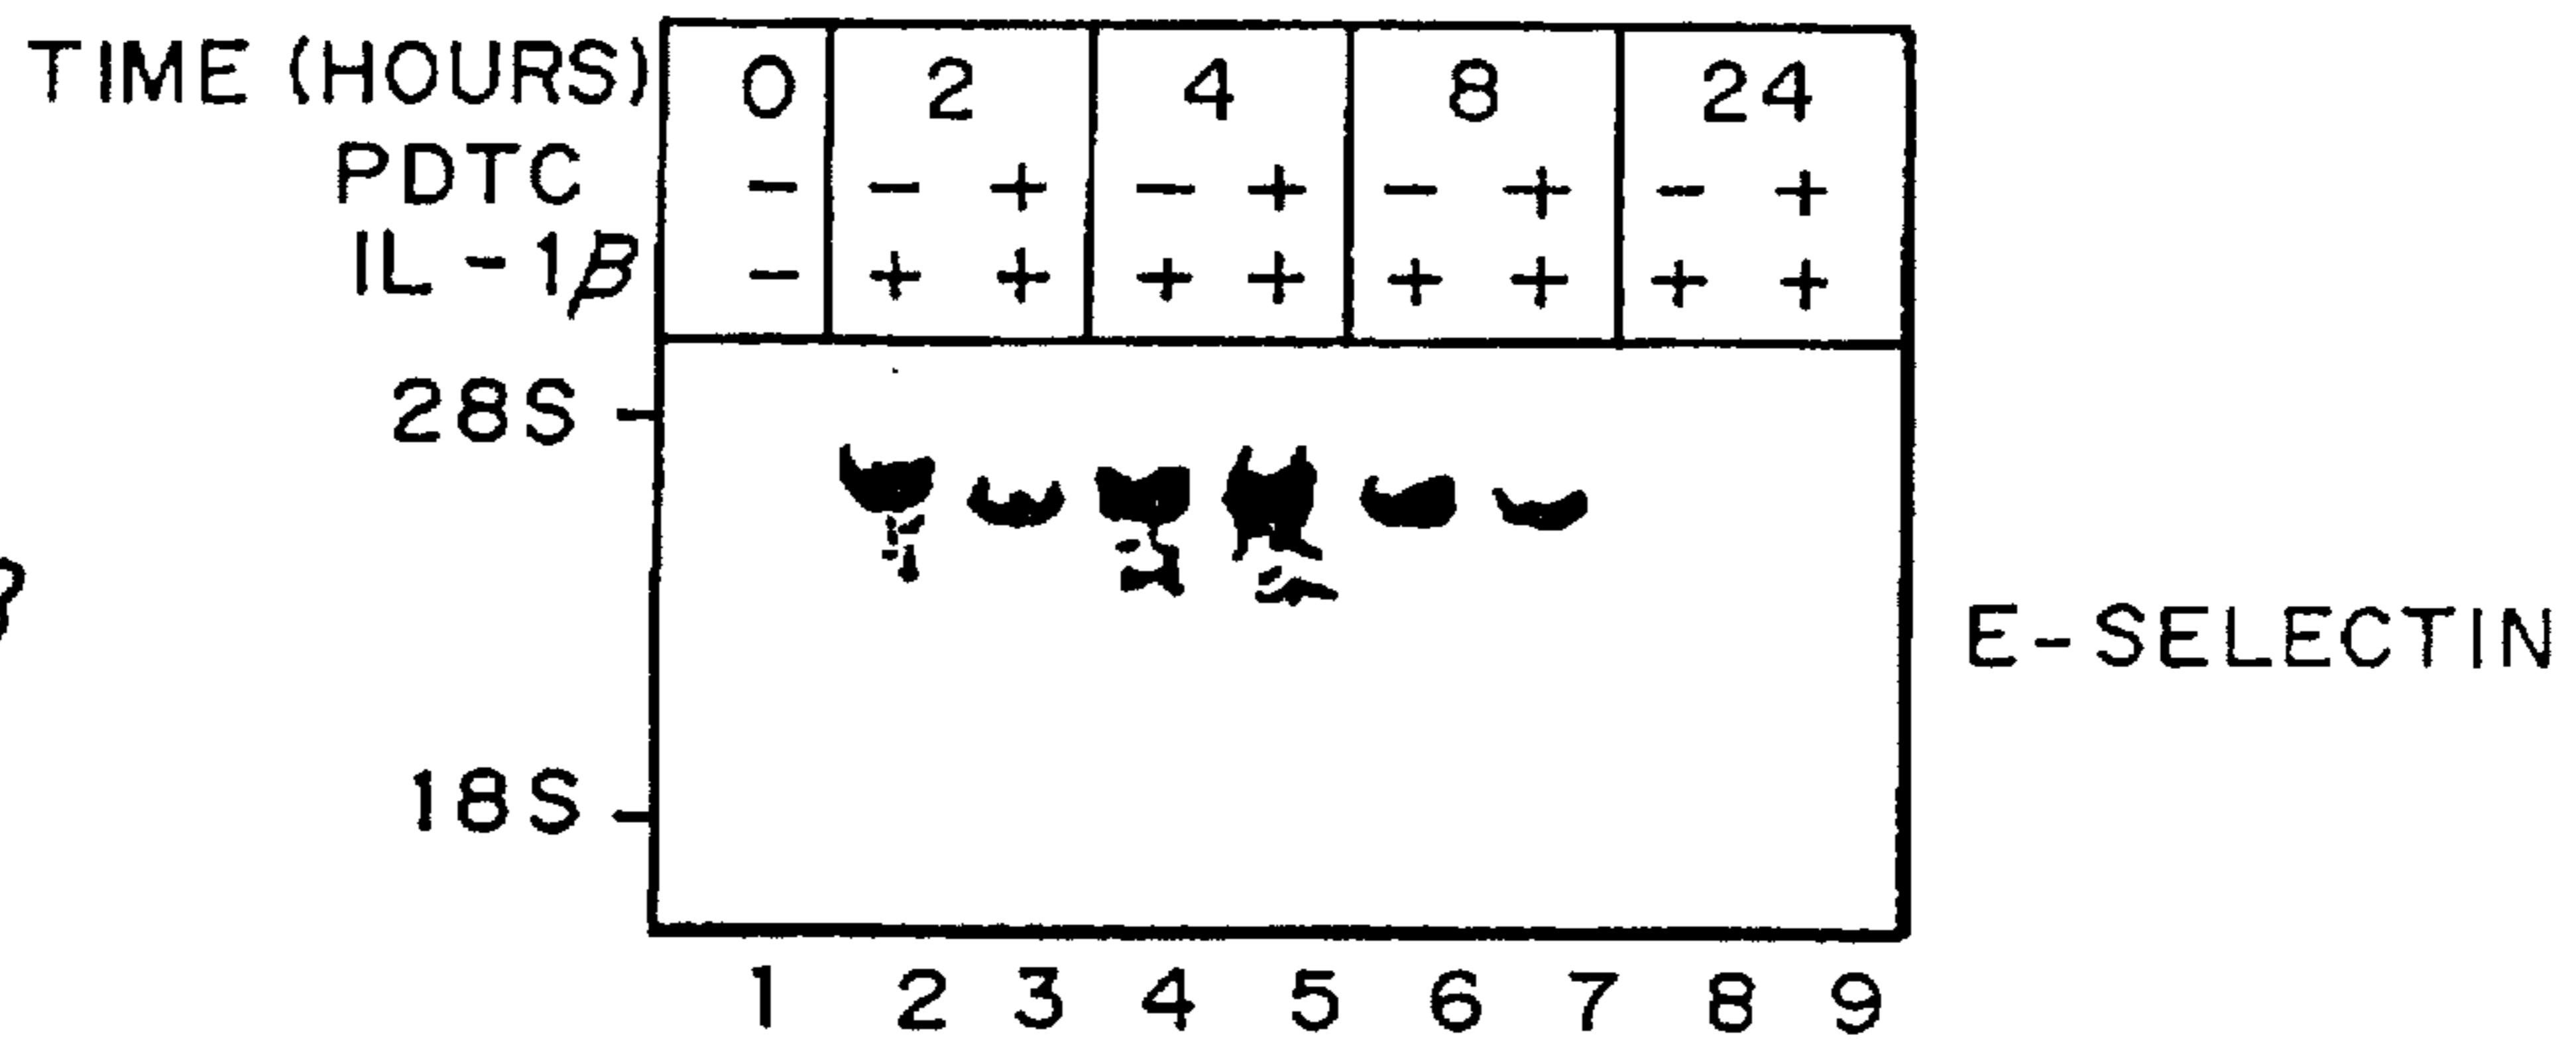 TIME (HOURS) 0 2 4 8 24
PDTC - - + - + - + - +
IL-1β - + + + + + + + +
28S
E-SELECTIN
18S
1 2 3 4 5 6 7 8 9